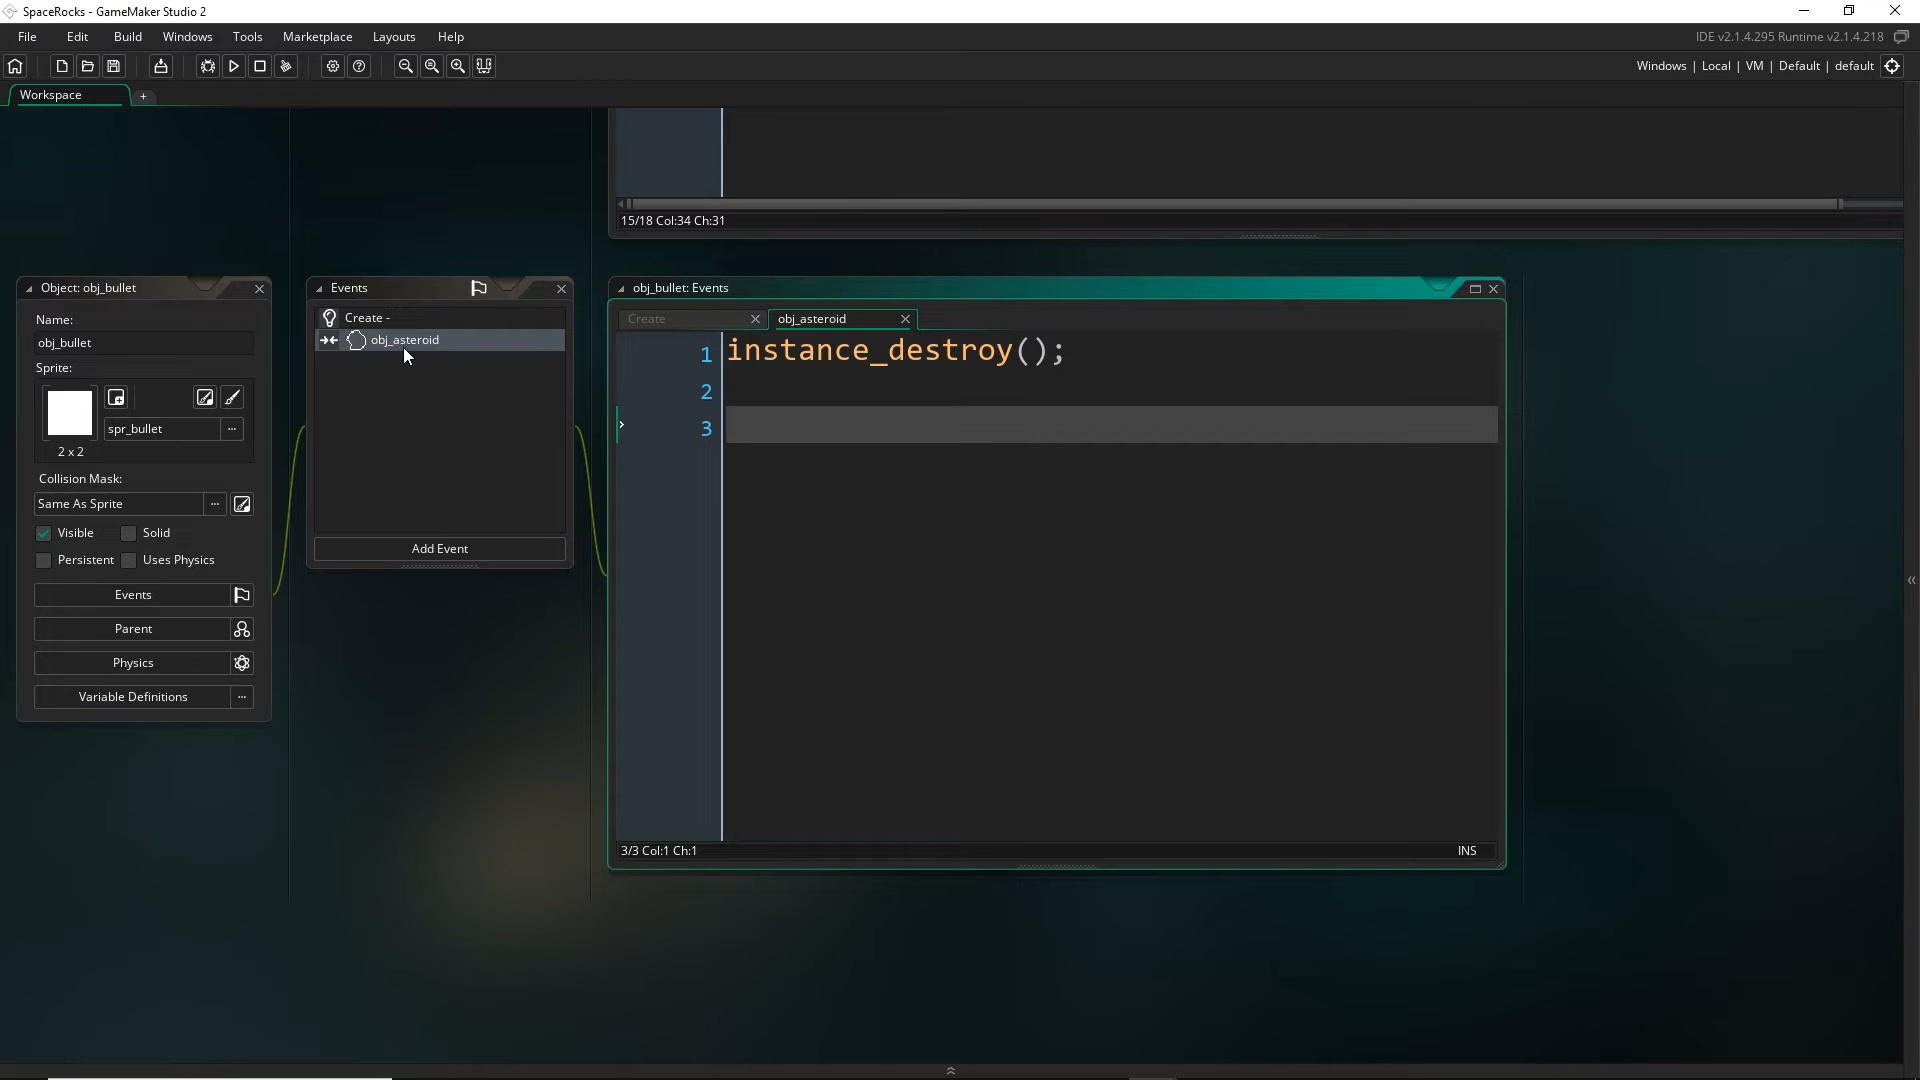 SpaceRocks - GameMaker Studio 2
File Edit Build Windows Tools Marketplace Layouts Help
IDE v2.1.4.295 Runtime v2.1.4.218
Windows | Local | VM | Default | default
Workspace
+
15/18 Col:34 Ch:31
Object: obj_bullet
Name:
obj_bullet
Sprite:
spr_bullet
...
2 x 2
Collision Mask:
Same As Sprite
...
Visible Solid
Persistent Uses Physics
Events
Parent
Physics
Variable Definitions
...
Events
Create -
obj_asteroid
Add Event
obj_bullet: Events
Create obj_asteroid
1 instance_destroy();
2
3
3/3 Col:1 Ch:1
INS